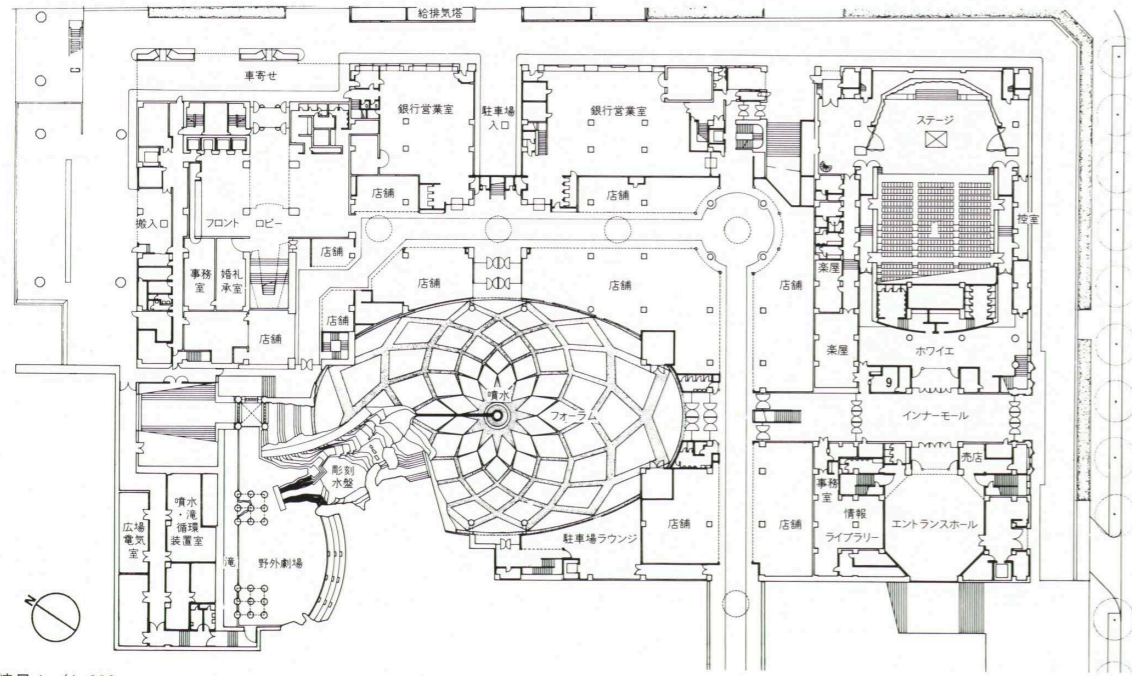 給排気塔
車寄せ
銀行営業室
駐車場
入口
銀行営業室
ステージ
店舗
店舗
搬入口
フロント
ロビー
控室
事務
室
婚礼
承室
店舗
店舗
店舗
店舗
店舗
楽屋
店舗
楽屋
ホワイエ
9
噴水
フォーラム
インナーモール
彫刻
水盤
売店
事務
室
広場
電気
室
噴水
・滝
循環
装置室
滝
野外劇場
駐車場ラウンジ
店舗
店舗
情報
ライブラリー
エントランスホール
N